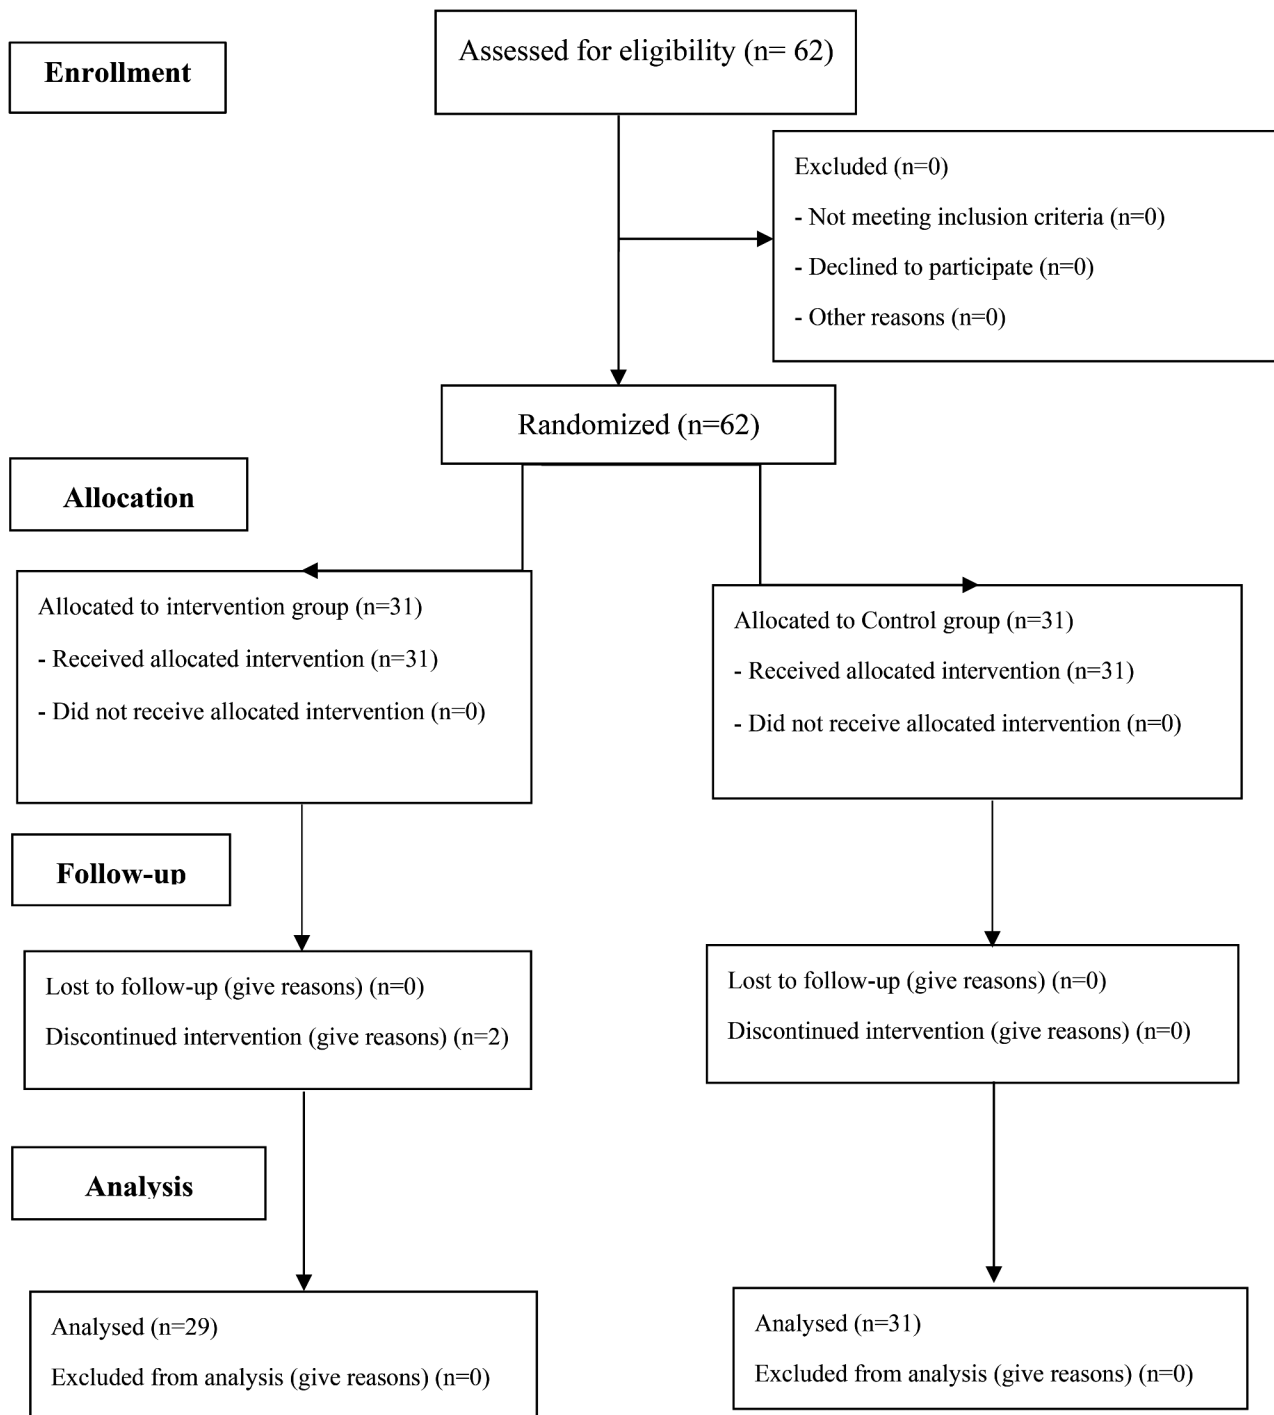 Assessed for eligibility (n= 62)
Enrollment
Excluded (n=0)
- Not meeting inclusion criteria (n=0)
- Declined to participate (n=0)
- Other reasons (n=0)
Randomized (n=62)
Allocation
Allocated to intervention group (n=31)
- Received allocated intervention (n=31)
- Did not receive allocated intervention (n=0)
Allocated to Control group (n=31)
- Received allocated intervention (n=31)
- Did not receive allocated intervention (n=0)
Follow-up
Lost to follow-up (give reasons) (n=0)
Discontinued intervention (give reasons) (n=2)
Lost to follow-up (give reasons) (n=0)
Discontinued intervention (give reasons) (n=0)
Analysis
Analysed (n=29)
Excluded from analysis (give reasons) (n=0)
Analysed (n=31)
Excluded from analysis (give reasons) (n=0)